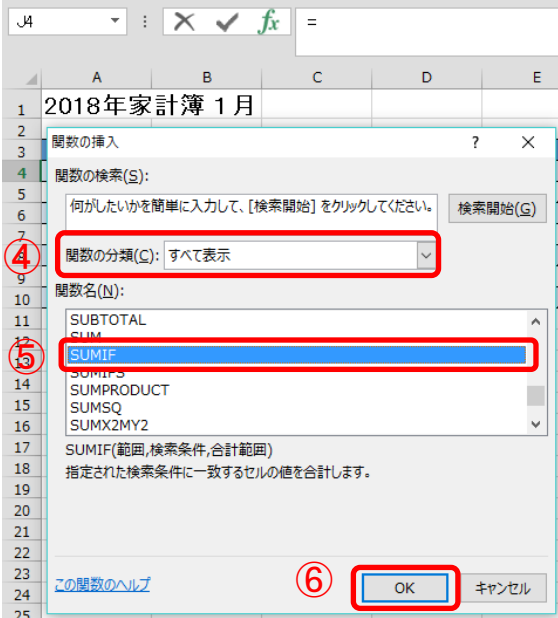 J4 fx =
A B C D E
1 2018年家計簿 1月
2
関数の挿入 ? ×
3
4
関数の検索(S):
5
何がしたいかを簡単に入力して、[検索開始] をクリックしてください。 検索開始(G)
6
7
④ 関数の分類(C): すべて表示
8
9
関数名(N):
10
11 SUBTOTAL
12 SUM
⑤ 13 SUMIF
SUMIFS
14 SUMPRODUCT
15 SUMSQ
16 SUMX2MY2
17 SUMIF(範囲,検索条件,合計範囲)
18 指定された検索条件に一致するセルの値を合計します。
19
20
21
22
23
⑥
この関数のヘルプ OK キャンセル
24
25